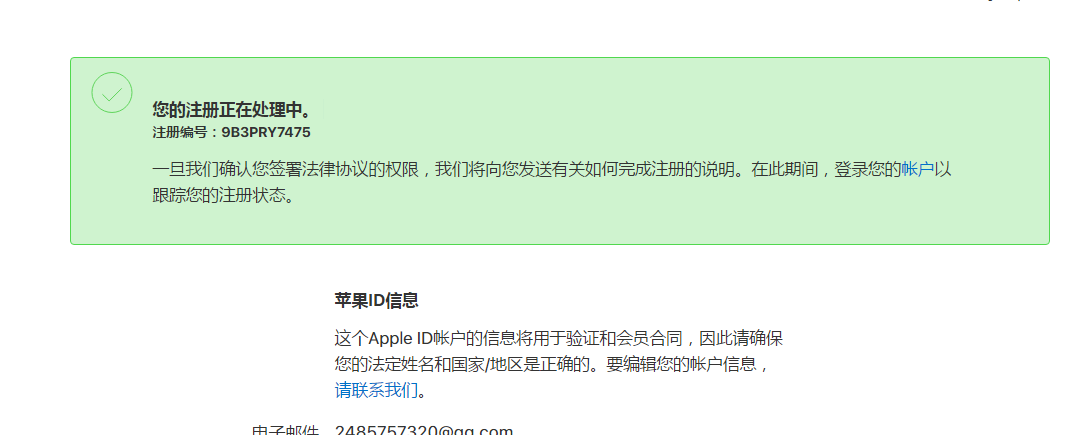 您的注册正在处理中。
注册编号：9B3PRY7475
一旦我们确认您签署法律协议的权限，我们将向您发送有关如何完成注册的说明。在此期间，登录您的帐户以
跟踪您的注册状态。
苹果ID信息
这个Apple ID帐户的信息将用于验证和会员合同，因此请确保
您的法定姓名和国家/地区是正确的。要编辑您的帐户信息，
请联系我们。
电子邮件 2485757320@qq.com